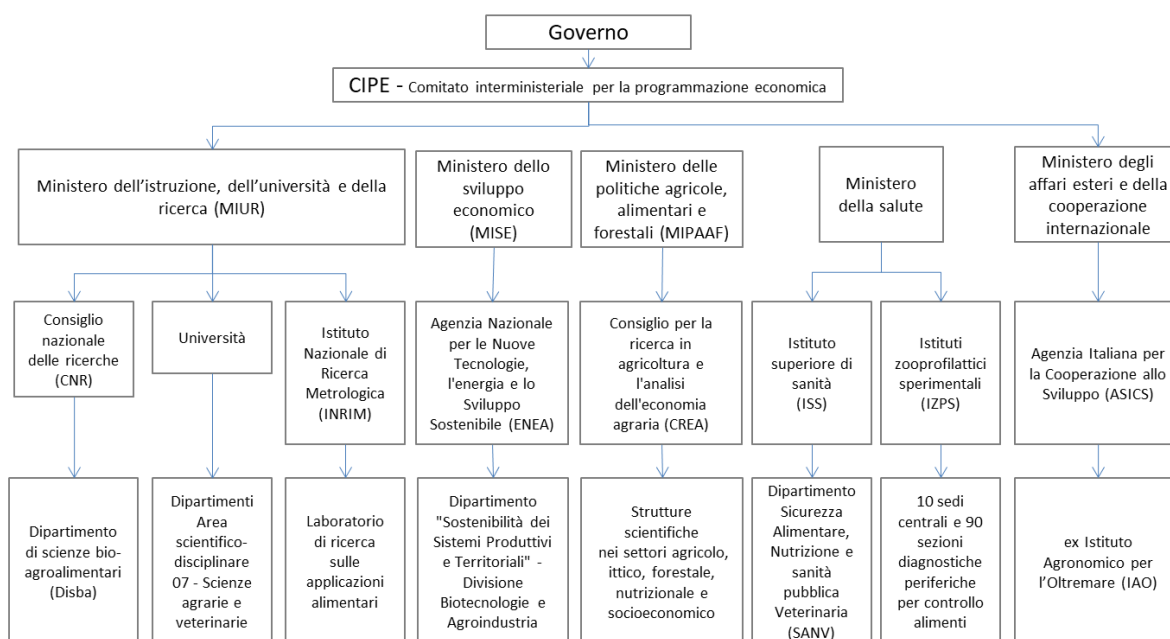 Governo
CIPE - Comitato interministeriale per la programmazione economica
Ministero dell'istruzione, dell'università e della
ricerca (MIUR)
Ministero dello
sviluppo
economico
(MISE)
Ministero delle
politiche agricole,
alimentari e
forestali (MIPAAF)
Ministero
della salute
Ministero degli
affari esteri e della
cooperazione
internazionale
Consiglio
nazionale
delle ricerche
(CNR)
Università
Istituto
Nazionale di
Ricerca
Metrologica
(INRIM)
Agenzia Nazionale
per le Nuove
Tecnologie,
l'energia e lo
Sviluppo
Sostenibile (ENEA)
Consiglio per la
ricerca in
agricoltura e
l'analisi
dell'economia
agraria (CREA)
Istituto
superiore di
sanità
(ISS)
Istituti
zooprofilattici
sperimentali
(IZPS)
Agenzia Italiana per
la Cooperazione allo
Sviluppo (ASICS)
Dipartimento
di scienze bio-
agroalimentari
(Disba)
Dipartimenti
Area
scientifico-
disciplinare
07 - Scienze
agrarie e
veterinarie
Laboratorio
di ricerca
sulle
applicazioni
alimentari
Dipartimento
"Sostenibilità dei
Sistemi Produttivi
e Territoriali" -
Divisione
Biotecnologie e
Agroindustria
Strutture
scientifiche
nei settori agricolo,
ittico, forestale,
nutrizionale e
socioeconomico
Dipartimento
Sicurezza
Alimentare,
Nutrizione e
sanità
pubblica
Veterinaria
(SANV)
10 sedi
centrali e 90
sezioni
diagnostiche
periferiche
per controllo
alimenti
ex Istituto
Agronomico per
l'Oltremare (IAO)